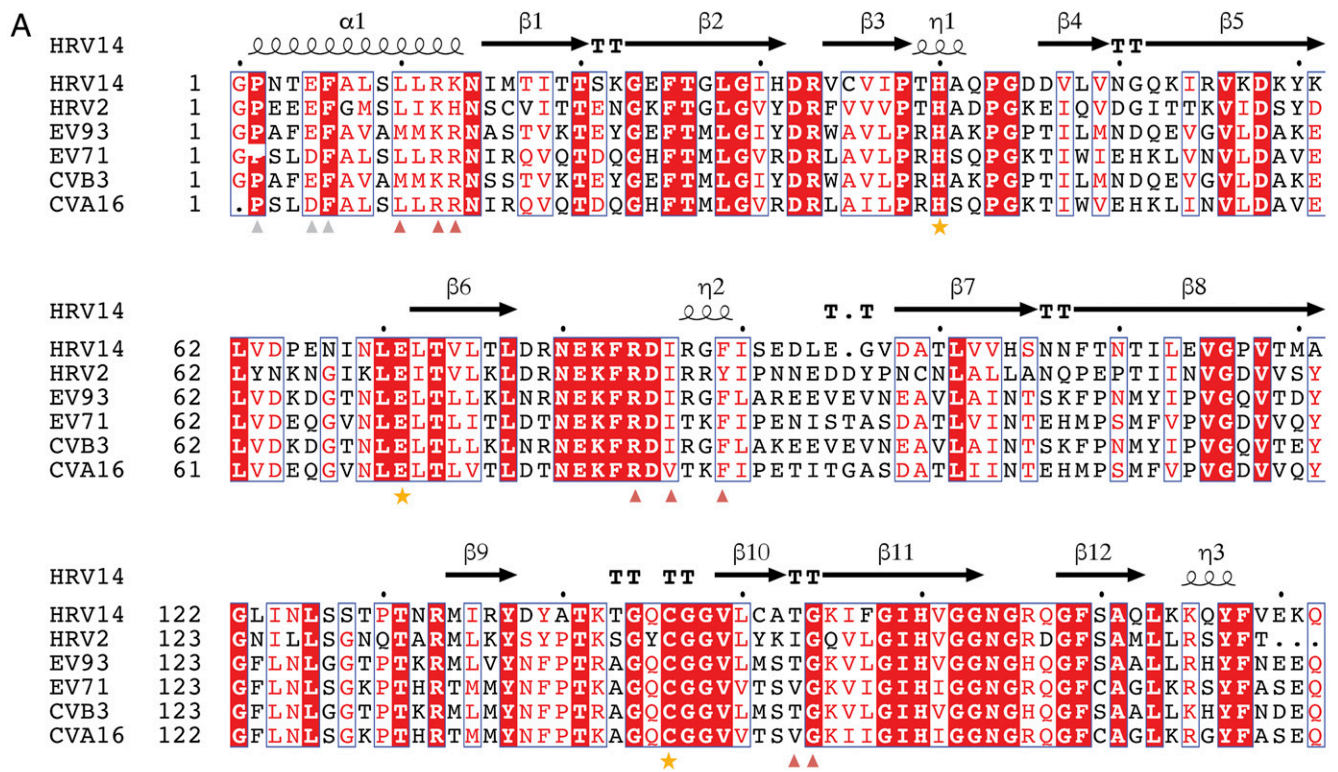 A
α1 β1 β2 β3 η1 β4 β5
HRV14 TT TT
HRV14 1 GPNTEFALSLLRKNIMTITTSKGEFTGLGIHDRVCVIPTHAQPGDDVLVNGQKIRVKDKYK
HRV2 1 GPEEEFGMSLIKHNSCVITTENGKFTGLGVYDRFVVVPTHADPGKEIQVDGITTKVIDSYD
EV93 1 GPAFEFAVAMMKRNASTVKTEYGEFTMLGIYDRWAVLPRHAKPGPTILMNDQEVGVLDAKE
EV71 1 GPSLDFALSLLRRNIRQVQTDQGHFTMLGVRDRLAVLPRHSQPGKTIWIEHKLVNVLDAVE
CVB3 1 GPAFEFAVAMMKRNSSTVKTEYGEFTMLGIYDRWAVLPRHAKPGPTILMNDQEVGVLDAKE
CVA16 1 .PSLDFALSLLRRNIRQVQTDQGHFTMLGVRDRLAILPRHSQPGKTIWVEHKLINVLDAVE
β6 η2 β7 β8
HRV14 T.T TT
HRV14 62 LVDPENINLELTVLTLDRNEKFRDIRGFISEDLE.GVDATLVVHSNNFTNTILEVGPVTMA
HRV2 62 LYNKNGIKLEITVLKLDRNEKFRDIRRYIPNNEDDYPNCNLALLANQPEPTIINVGDVVSY
EV93 62 LVDKDGTNLELTLLKLNRNEKFRDIRGFLAREEVEVNEAVLAINTSKFPNMYIPVGQVTDY
EV71 62 LVDEQGVNLELTLITLDTNEKFRDITKFIPENISTASDATLVINTEHMPSMFVPVGDVVQY
CVB3 62 LVDKDGTNLELTLLKLNRNEKFRDIRGFLAKEEVEVNEAVLAINTSKFPNMYIPVGQVTEY
CVA16 61 LVDEQGVNLELTLVTLDTNEKFRDVTKFIPETITGASDATLIINTEHMPSMFVPVGDVVQY
β9 β10 β11 β12 η3
HRV14 TT TT TT
HRV14 122 GLINLSSTPTNRMIRYDYATKTGQCGGVLCATGKIFGIHVGGNGRQGFSAQLKKQYFVEKQ
HRV2 123 GNILLSGNQTARMLKYSYPTKSGYCGGVLYKIGQVLGIHVGGNGRDGFSAMLLRSYFT...
EV93 123 GFLNLGGTPTKRMLVYNFPTRAGQCGGVLMSTGKVLGIHVGGNGHQGFSAALLRHYFNEEQ
EV71 123 GFLNLSGKPTHRTMMYNFPTKAGQCGGVVTSVGKVIGIHIGGNGRQGFCAGLKRSYFASEQ
CVB3 123 GFLNLGGTPTKRMLMYNFPTRAGQCGGVLMSTGKVLGIHVGGNGHQGFSAALLKHYFNDEQ
CVA16 122 GFLNLSGKPTHRTMMYNFPTKAGQCGGVVTSVGKIIGIHIGGNGRQGFCAGLKRGYFASEQ